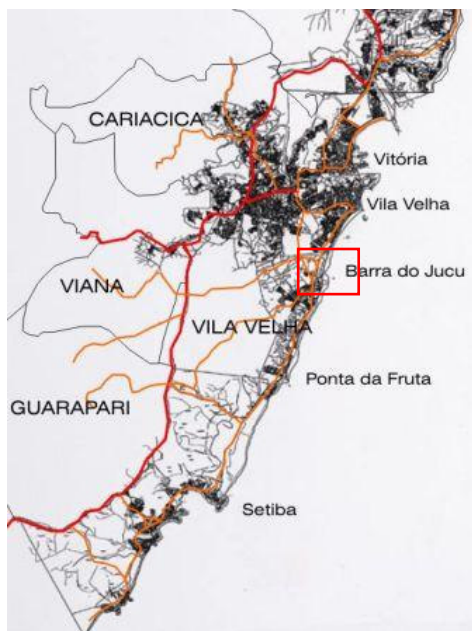 CARIACICA
Vitória
Vila Velha
Barra do Jucu
VIANA
VILA VELHA
Ponta da Fruta
GUARAPARI
Setiba